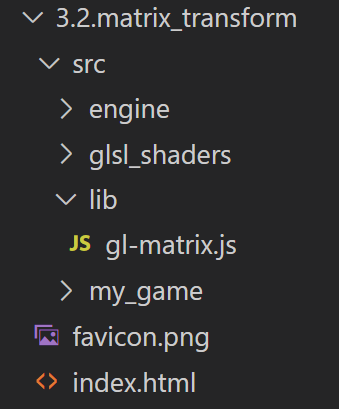 3.2.matrix_transform
src
engine
glsl_shaders
lib
JS gl-matrix.js
my_game
favicon.png
index.html